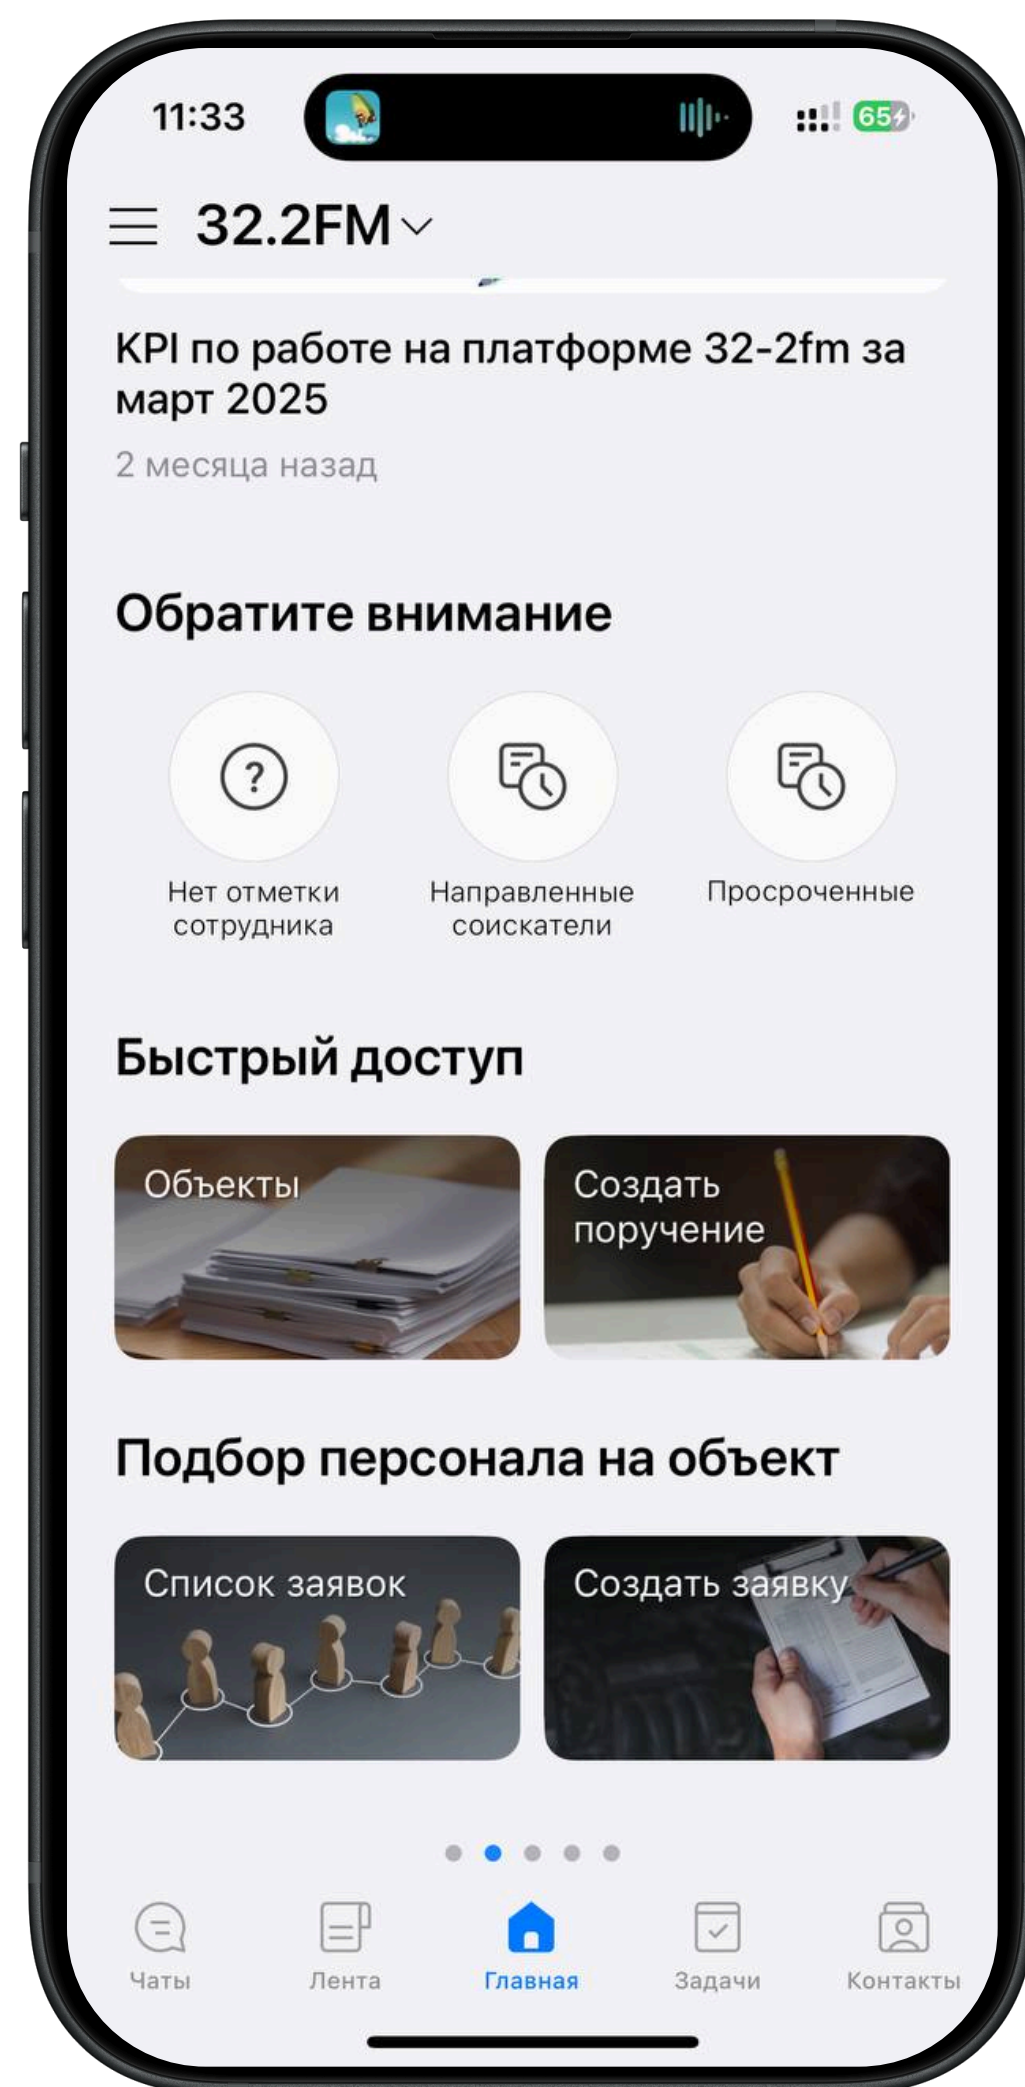 11:33
65
32.2FM
KPI по работе на платформе 32-2fm за
март 2025
2 месяца назад
Обратите внимание
?
Нет отметки
сотрудника
Направленные
соискатели
Просроченные
Быстрый доступ
Объекты
Создать
поручение
Подбор персонала на объект
Список заявок
Создать заявку
Чаты
Лента
Главная
Задачи
Контакты